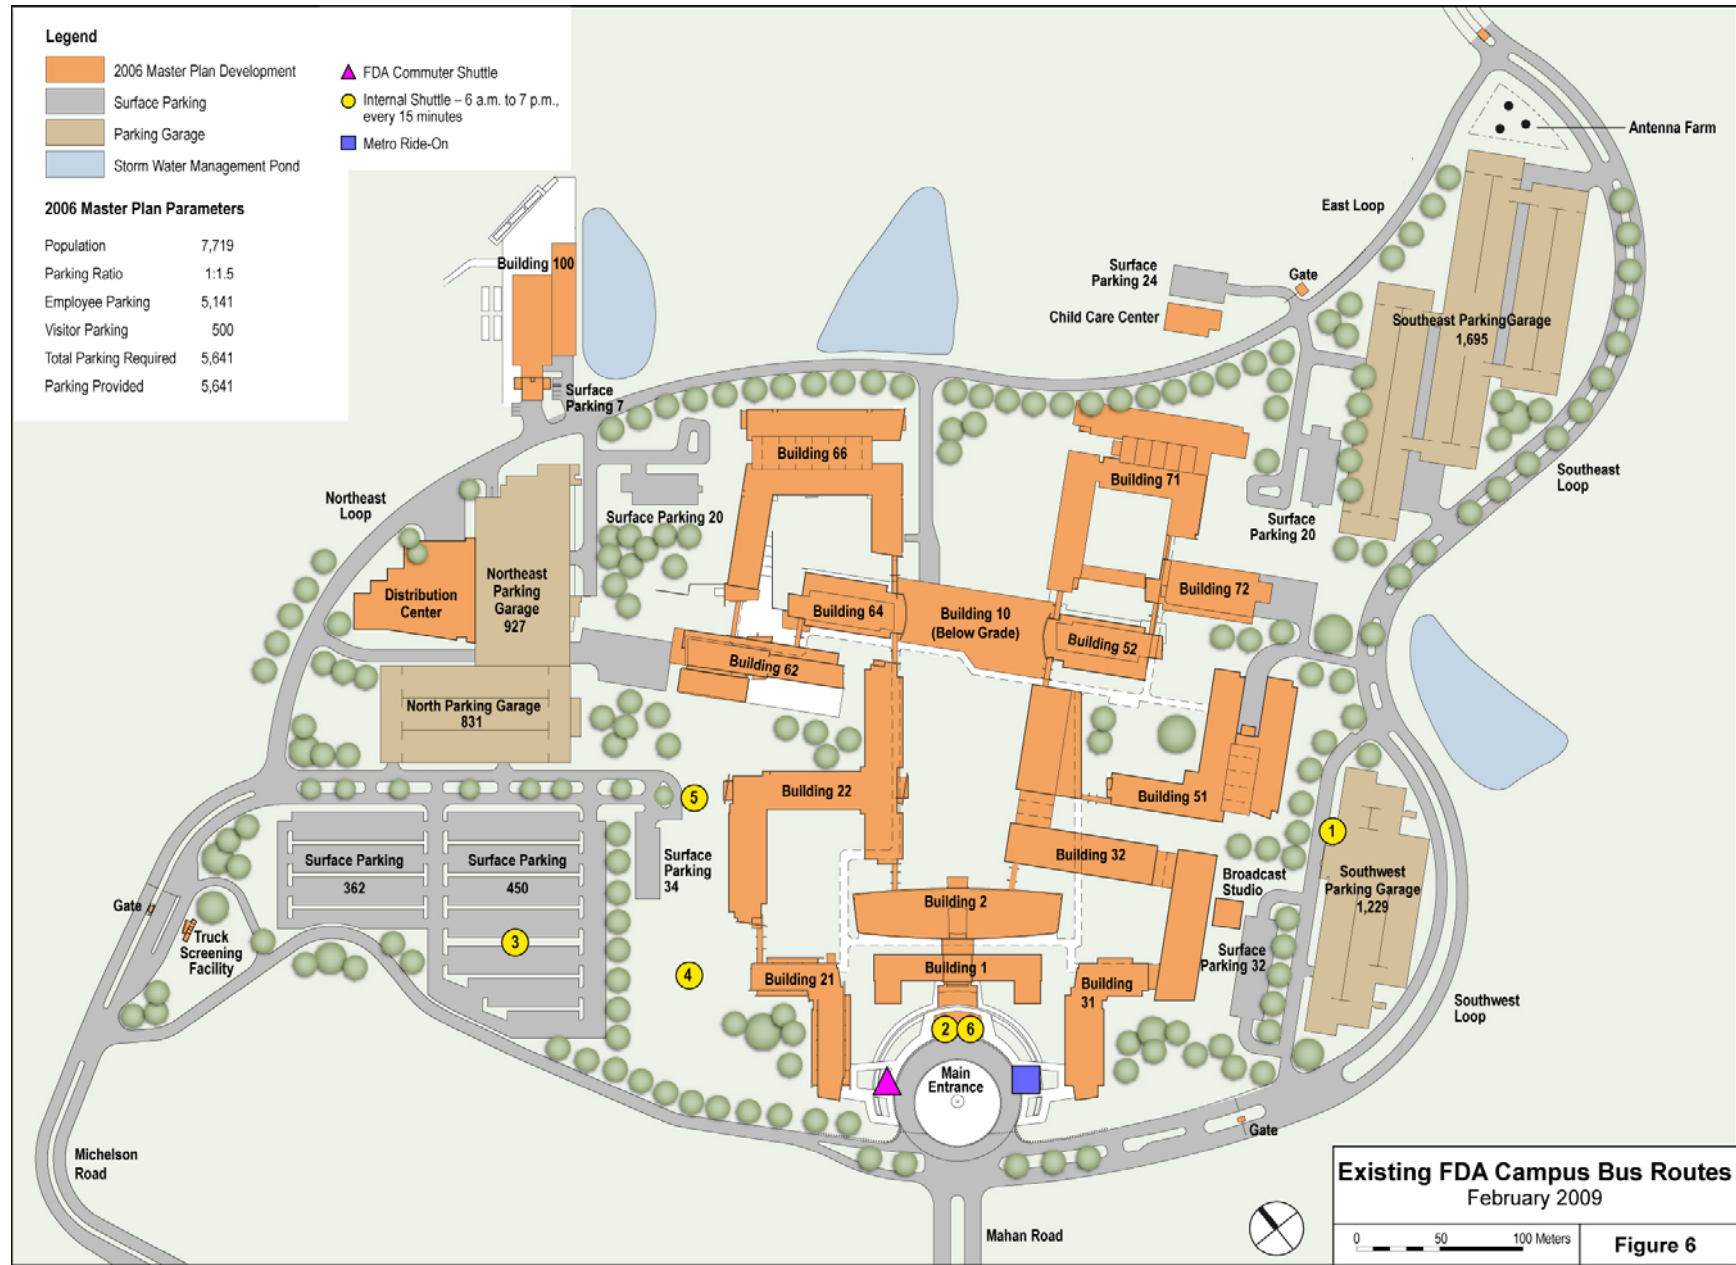 Legend
2006 Master Plan Development
Surface Parking
Parking Garage
Storm Water Management Pond
FDA Commuter Shuttle
Internal Shuttle – 6 a.m. to 7 p.m.,
every 15 minutes
Metro Ride-On
2006 Master Plan Parameters
Population 7,719
Parking Ratio 1:1.5
Employee Parking 5,141
Visitor Parking 500
Total Parking Required 5,641
Parking Provided 5,641
Antenna Farm
East Loop
Building 100
Surface
Parking 24
Gate
Child Care Center
Southeast ParkingGarage
1,695
Surface
Parking 7
Building 66
Building 71
Northeast
Loop
Southeast
Loop
Surface Parking 20
Surface
Parking 20
Northeast
Parking
Garage
927
Distribution
Center
Building 72
Building 64
Building 10
(Below Grade)
Building 52
Building 62
North Parking Garage
831
Building 22
Building 51
5
1
Surface Parking
362
Surface Parking
450
Surface
Parking
34
Building 32
Broadcast
Studio
Southwest
Parking Garage
1,229
Building 2
Gate
Truck
Screening
Facility
3
4
Surface
Parking 32
Building 21
Building 1
Building
31
Southwest
Loop
2
6
Main
Entrance
Gate
Michelson
Road
Mahan Road
Existing FDA Campus Bus Routes
February 2009
0 50 100 Meters
Figure 6